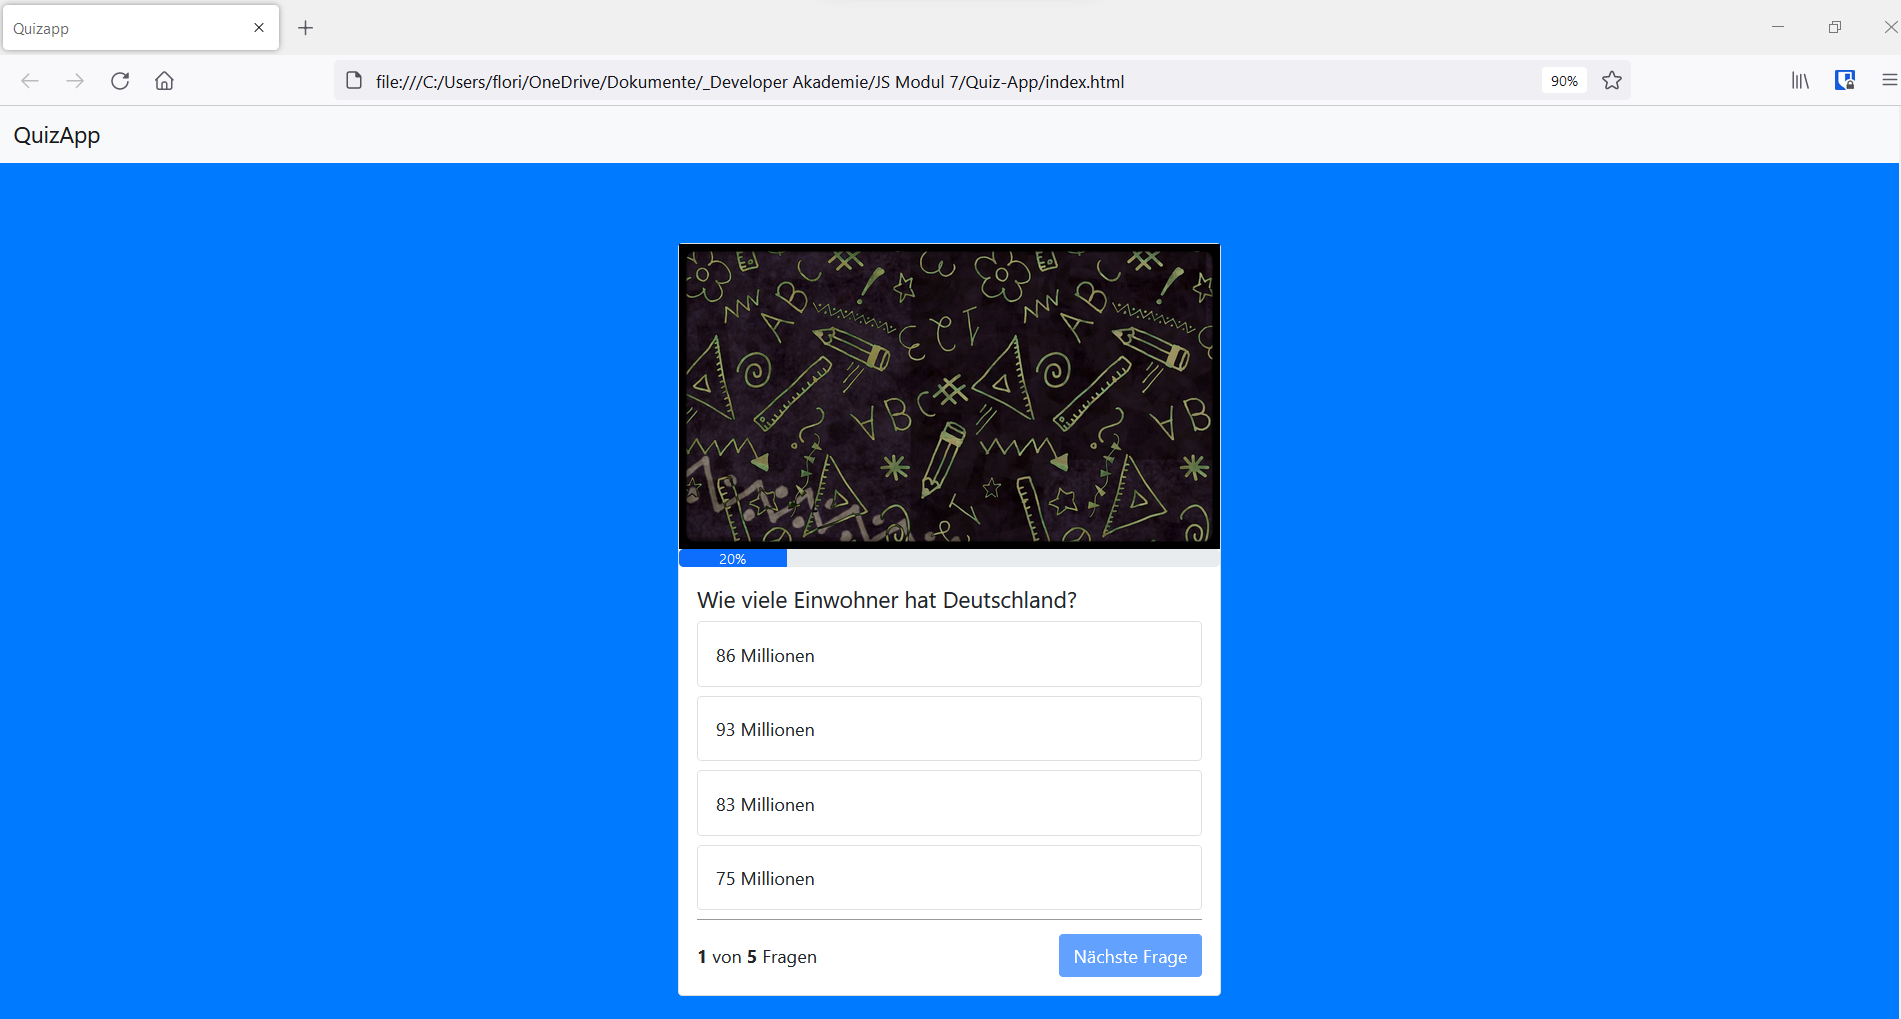 Quizapp
file:///C:/Users/flori/OneDrive/Dokumente/_Developer Akademie/JS Modul 7/Quiz-App/index.html
90%
QuizApp
20%
Wie viele Einwohner hat Deutschland?
86 Millionen
93 Millionen
83 Millionen
75 Millionen
1 von 5 Fragen
Nächste Frage